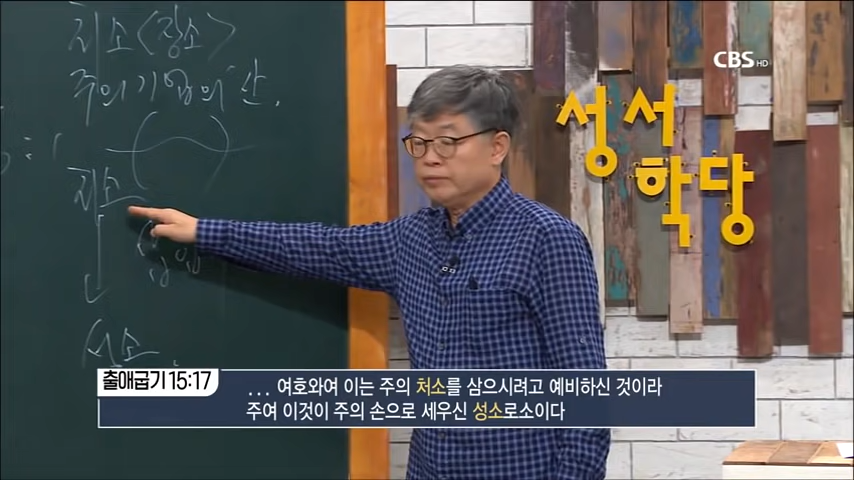 처소<장소>
주의 기업의 산.
처소
성소
CBS HD
성서
학당
출애굽기 15:17
... 여호와여 이는 주의 처소를 삼으시려고 예비하신 것이라
주여 이것이 주의 손으로 세우신 성소로소이다